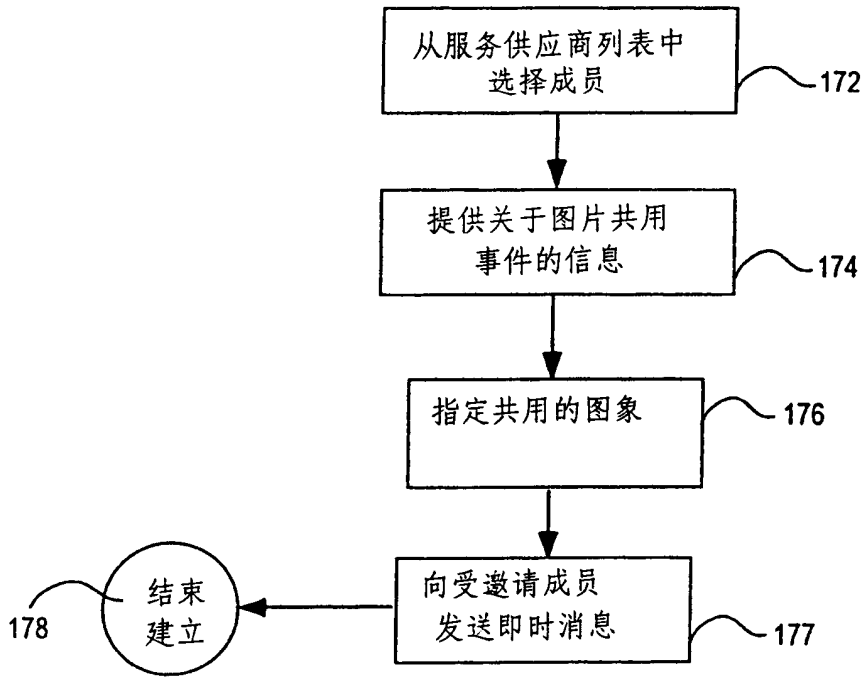 从服务供应商列表中
选择成员
172
提供关于图片共用
事件的信息
174
指定共用的图象
176
向受邀请成员
发送即时消息
177
结束
建立
178